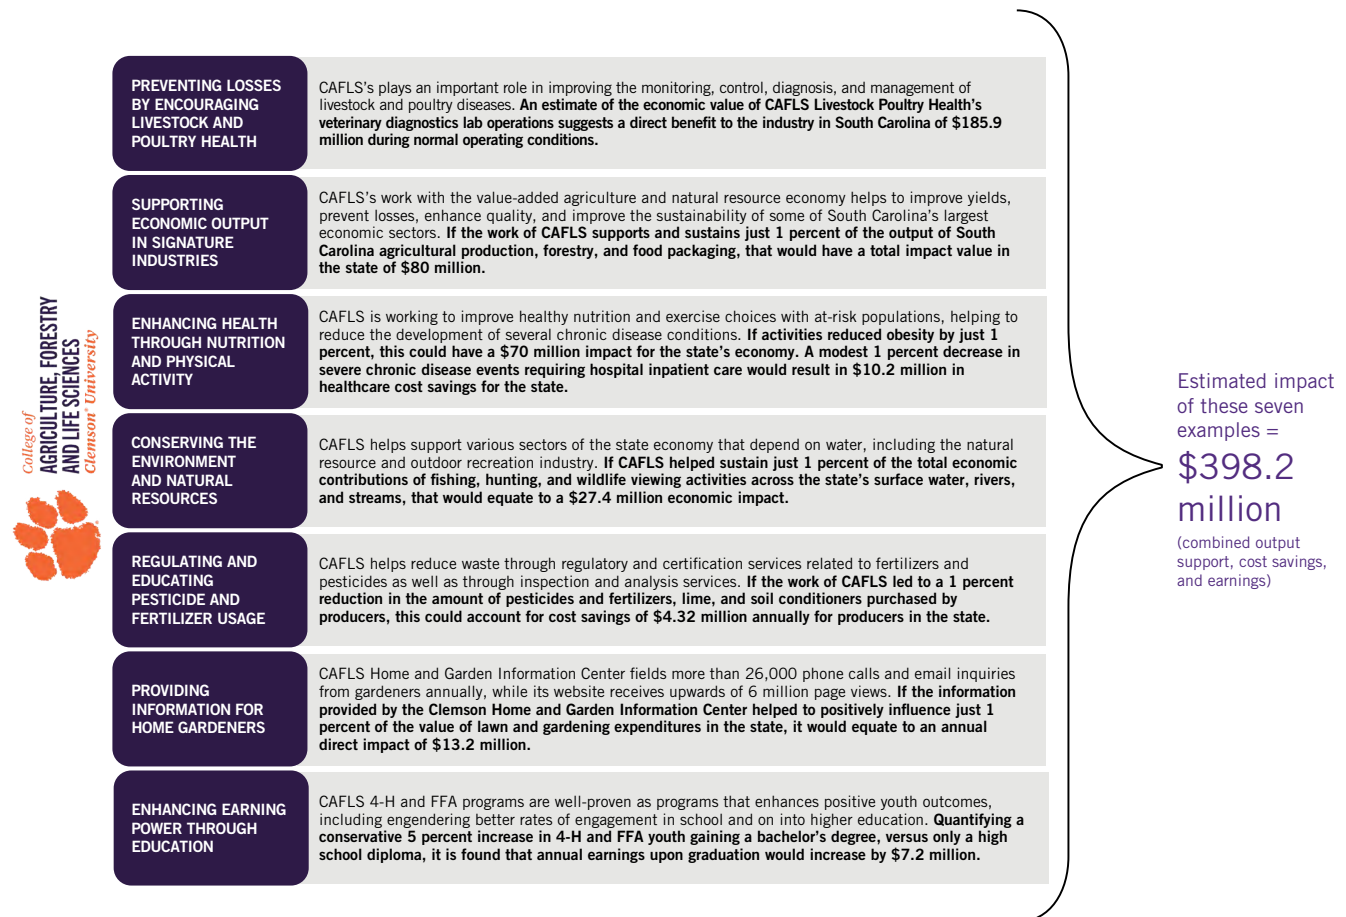 College of
AGRICULTURE, FORESTRY
AND LIFE SCIENCES
Clemson® University
PREVENTING LOSSES
BY ENCOURAGING
LIVESTOCK AND
POULTRY HEALTH
CAFLS's plays an important role in improving the monitoring, control, diagnosis, and management of
livestock and poultry diseases. An estimate of the economic value of CAFLS Livestock Poultry Health's
veterinary diagnostics lab operations suggests a direct benefit to the industry in South Carolina of $185.9
million during normal operating conditions.
SUPPORTING
ECONOMIC OUTPUT
IN SIGNATURE
INDUSTRIES
CAFLS's work with the value-added agriculture and natural resource economy helps to improve yields,
prevent losses, enhance quality, and improve the sustainability of some of South Carolina's largest
economic sectors. If the work of CAFLS supports and sustains just 1 percent of the output of South
Carolina agricultural production, forestry, and food packaging, that would have a total impact value in
the state of $80 million.
ENHANCING HEALTH
THROUGH NUTRITION
AND PHYSICAL
ACTIVITY
CAFLS is working to improve healthy nutrition and exercise choices with at-risk populations, helping to
reduce the development of several chronic disease conditions. If activities reduced obesity by just 1
percent, this could have a $70 million impact for the state's economy. A modest 1 percent decrease in
severe chronic disease events requiring hospital inpatient care would result in $10.2 million in
healthcare cost savings for the state.
CONSERVING THE
ENVIRONMENT
AND NATURAL
RESOURCES
CAFLS helps support various sectors of the state economy that depend on water, including the natural
resource and outdoor recreation industry. If CAFLS helped sustain just 1 percent of the total economic
contributions of fishing, hunting, and wildlife viewing activities across the state's surface water, rivers,
and streams, that would equate to a $27.4 million economic impact.
REGULATING AND
EDUCATING
PESTICIDE AND
FERTILIZER USAGE
CAFLS helps reduce waste through regulatory and certification services related to fertilizers and
pesticides as well as through inspection and analysis services. If the work of CAFLS led to a 1 percent
reduction in the amount of pesticides and fertilizers, lime, and soil conditioners purchased by
producers, this could account for cost savings of $4.32 million annually for producers in the state.
PROVIDING
INFORMATION FOR
HOME GARDENERS
CAFLS Home and Garden Information Center fields more than 26,000 phone calls and email inquiries
from gardeners annually, while its website receives upwards of 6 million page views. If the information
provided by the Clemson Home and Garden Information Center helped to positively influence just 1
percent of the value of lawn and gardening expenditures in the state, it would equate to an annual
direct impact of $13.2 million.
ENHANCING EARNING
POWER THROUGH
EDUCATION
CAFLS 4-H and FFA programs are well-proven as programs that enhances positive youth outcomes,
including engendering better rates of engagement in school and on into higher education. Quantifying a
conservative 5 percent increase in 4-H and FFA youth gaining a bachelor's degree, versus only a high
school diploma, it is found that annual earnings upon graduation would increase by $7.2 million.
Estimated impact
of these seven
examples =
$398.2
million
(combined output
support, cost savings,
and earnings)